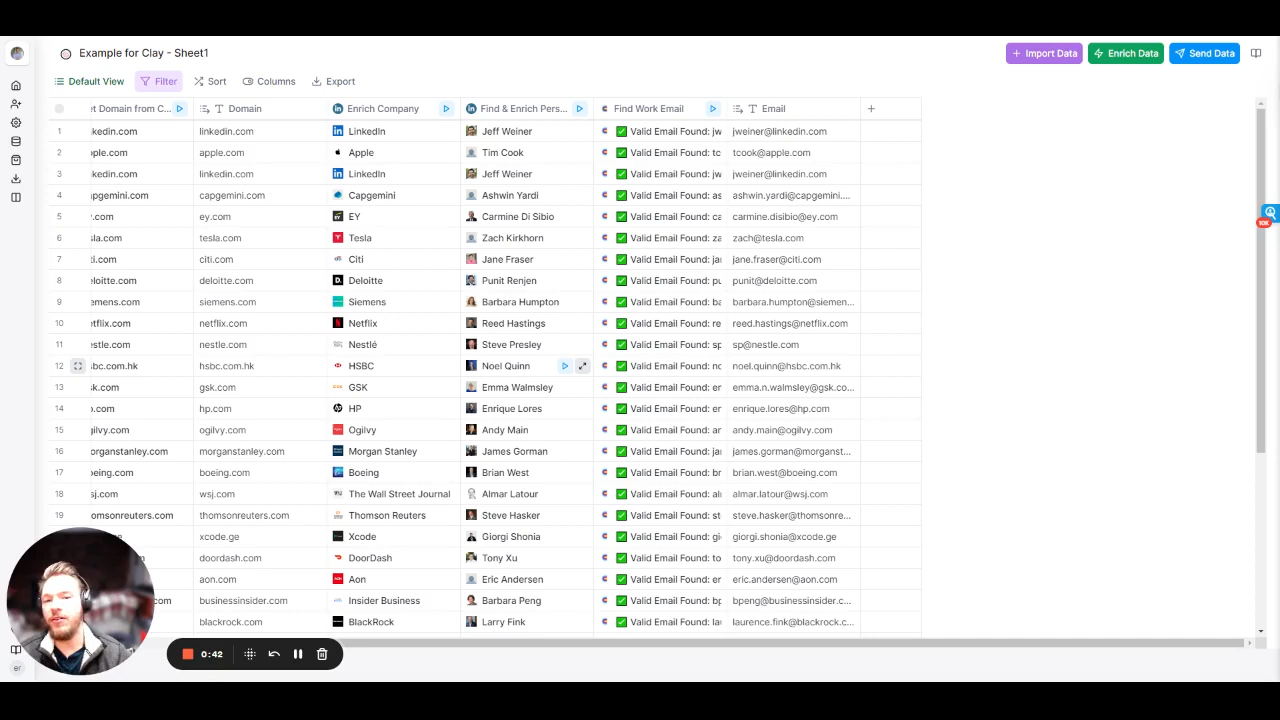 Example for Clay - Sheet1
Import Data Enrich Data Send Data
Default View Filter Sort Columns Export
t Domain from C... Domain Enrich Company Find & Enrich Pers... Find Work Email Email
1 kedin.com linkedin.com LinkedIn Jeff Weiner ✅ Valid Email Found: jw jweiner@linkedin.com
2 ple.com apple.com Apple Tim Cook ✅ Valid Email Found: tc tcook@apple.com
3 kedin.com linkedin.com LinkedIn Jeff Weiner ✅ Valid Email Found: jw jweiner@linkedin.com
4 pgemini.com capgemini.com Capgemini Ashwin Yardi ✅ Valid Email Found: as ashwin.yardi@capgemini....
5 .com ey.com EY Carmine Di Sibio ✅ Valid Email Found: ca carmine.disibio@ey.com
6 sla.com tesla.com Tesla Zach Kirkhorn ✅ Valid Email Found: za zach@tesla.com
7 ti.com citi.com Citi Jane Fraser ✅ Valid Email Found: jar jane.fraser@citi.com
8 eloitte.com deloitte.com Deloitte Punit Renjen ✅ Valid Email Found: pu punit@deloitte.com
9 emens.com siemens.com Siemens Barbara Humpton ✅ Valid Email Found: ba barbara.humpton@siemen...
10 etflix.com netflix.com Netflix Reed Hastings ✅ Valid Email Found: re reed.hastings@netflix.com
11 estle.com nestle.com Nestlé Steve Presley ✅ Valid Email Found: sp sp@nestle.com
12 bc.com.hk hsbc.com.hk HSBC Noel Quinn ✅ Valid Email Found: nc noel.quinn@hsbc.com.hk
13 k.com gsk.com GSK Emma Walmsley ✅ Valid Email Found: er emma.n.walmsley@gsk.co...
14 .com hp.com HP Enrique Lores ✅ Valid Email Found: er enrique.lores@hp.com
15 ilvy.com ogilvy.com Ogilvy Andy Main ✅ Valid Email Found: ar andy.main@ogilvy.com
16 organstanley.com morganstanley.com Morgan Stanley James Gorman ✅ Valid Email Found: jar james.gorman@morganst...
17 eing.com boeing.com Boeing Brian West ✅ Valid Email Found: br brian.west@boeing.com
18 sj.com wsj.com The Wall Street Journal Almar Latour ✅ Valid Email Found: al almar.latour@wsj.com
19 omsonreuters.com thomsonreuters.com Thomson Reuters Steve Hasker ✅ Valid Email Found: st steve.hasker@thomsonre...
xcode.ge Xcode Giorgi Shonia ✅ Valid Email Found: gi giorgi.shonia@xcode.ge
m doordash.com DoorDash Tony Xu ✅ Valid Email Found: to tony.xu@doordash.com
aon.com Aon Eric Andersen ✅ Valid Email Found: er eric.andersen@aon.com
.com businessinsider.com Insider Business Barbara Peng ✅ Valid Email Found: bp bpeng@businessinsider.c...
blackrock.com BlackRock Larry Fink ✅ Valid Email Found: lau laurence.fink@blackrock.c...
10K
0:42
er